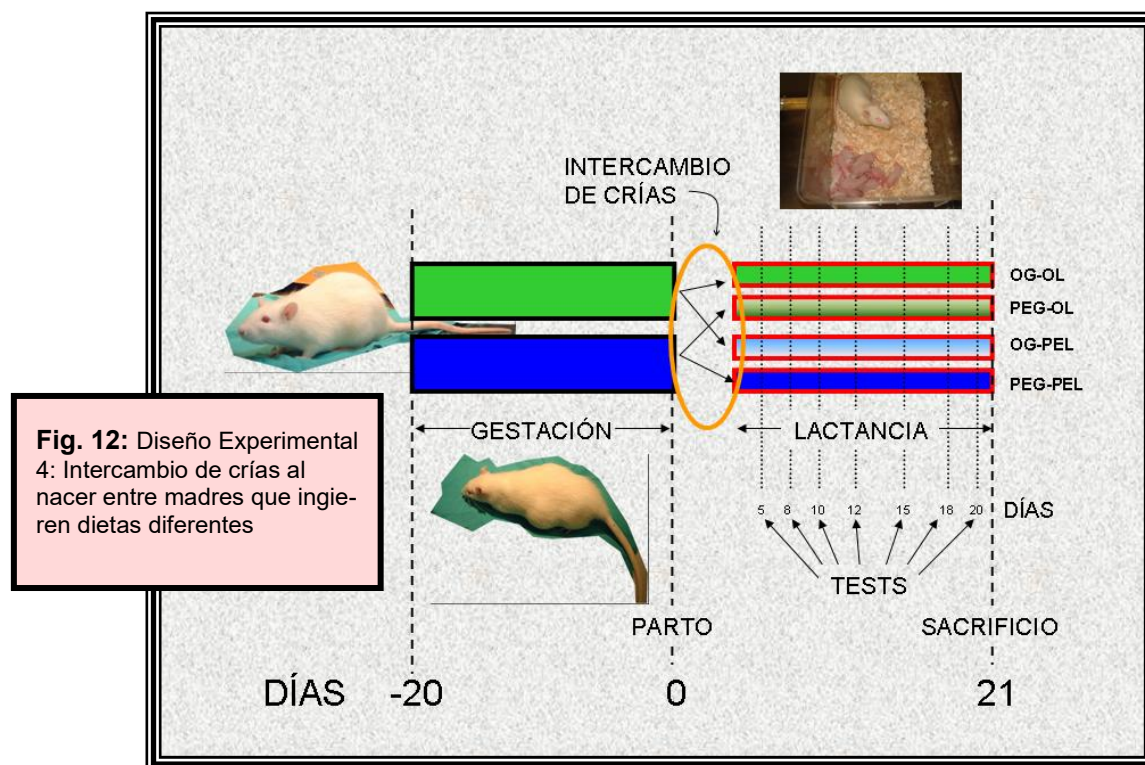 INTERCAMBIO
DE CRÍAS
OG-OL
PEG-OL
OG-PEL
PEG-PEL
GESTACIÓN
LACTANCIA
Fig. 12: Diseño Experimental
4: Intercambio de crías al
nacer entre madres que ingie-
ren dietas diferentes
5 8 10 12 15 18 20 DÍAS
TESTS
PARTO
SACRIFICIO
DÍAS -20 0 21